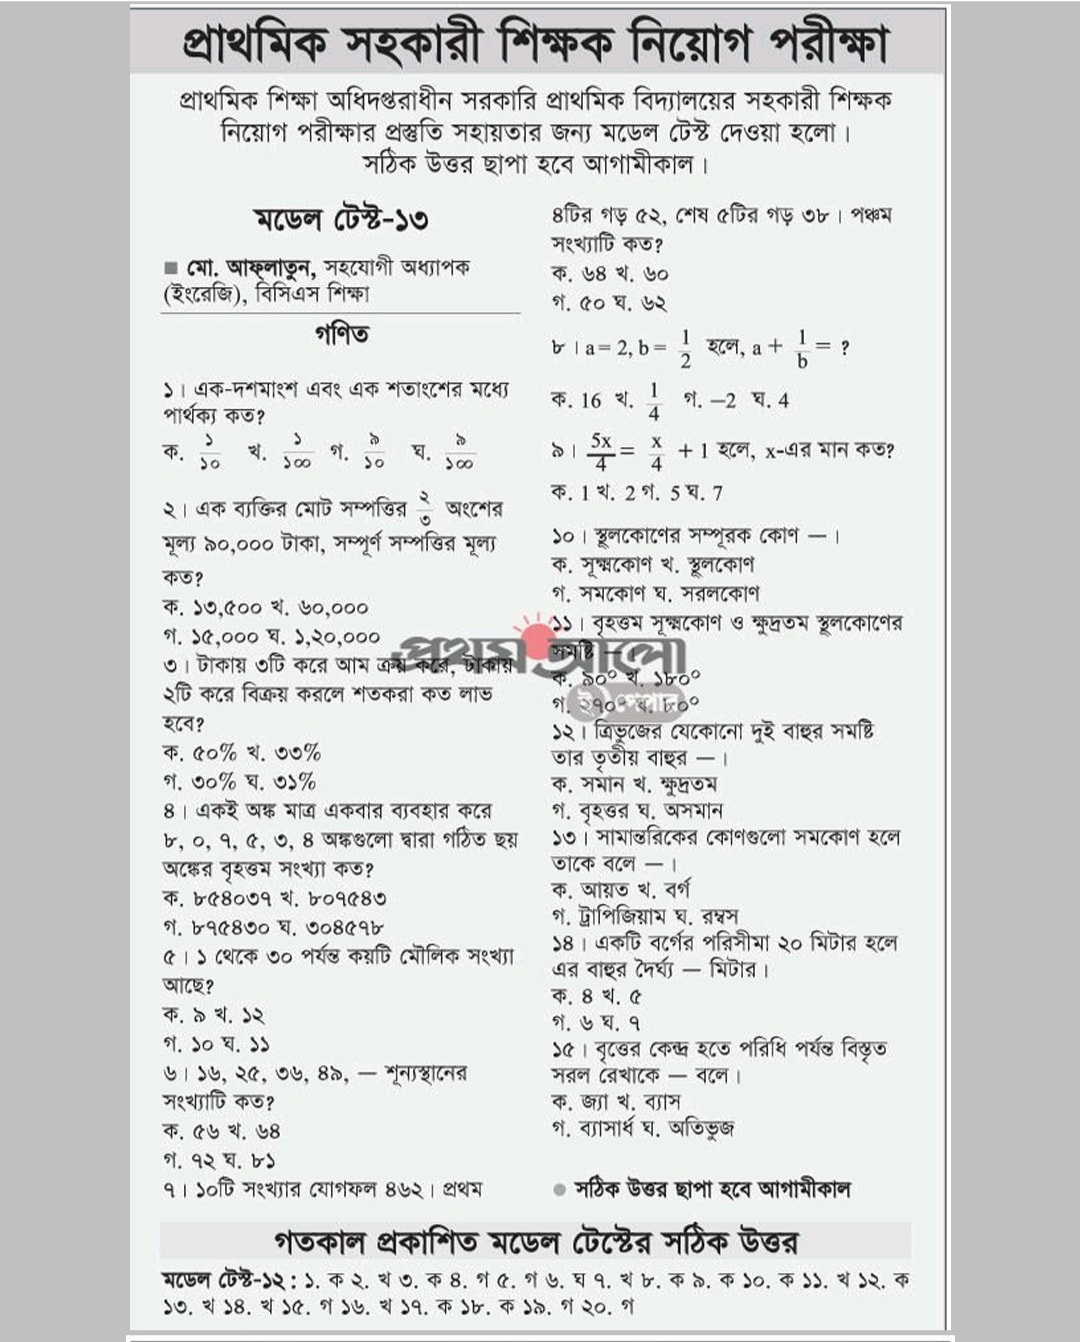 প্রাথমিক সহকারী শিক্ষক নিয়োগ পরীক্ষা
প্রাথমিক শিক্ষা অধিদপ্তরাধীন সরকারি প্রাথমিক বিদ্যালয়ের সহকারী শিক্ষক
নিয়োগ পরীক্ষার প্রস্তুতি সহায়তার জন্য মডেল টেস্ট দেওয়া হলো।
সঠিক উত্তর ছাপা হবে আগামীকাল।
মডেল টেস্ট-১৩
মো. আফ্‌লাতুন, সহযোগী অধ্যাপক
(ইংরেজি), বিসিএস শিক্ষা
গণিত
১। এক-দশমাংশ এবং এক শতাংশের মধ্যে
পার্থক্য কত?
ক. ১/১০ খ. ১/১০০ গ. ৯/১০ ঘ. ৯/১০০
২। এক ব্যক্তির মোট সম্পত্তির ২/৩ অংশের
মূল্য ৯০,০০০ টাকা, সম্পূর্ণ সম্পত্তির মূল্য
কত?
ক. ১৩,৫০০ খ. ৬০,০০০
গ. ১৫,০০০ ঘ. ১,২০,০০০
৩। টাকায় ৩টি করে আম ক্রয় করে, টাকায়
২টি করে বিক্রয় করলে শতকরা কত লাভ
হবে?
ক. ৫০% খ. ৩৩%
গ. ৩০% ঘ. ৩১%
৪। একই অঙ্ক মাত্র একবার ব্যবহার করে
৮, ০, ৭, ৫, ৩, ৪ অঙ্কগুলো দ্বারা গঠিত ছয়
অঙ্কের বৃহত্তম সংখ্যা কত?
ক. ৮৫৪০৩৭ খ. ৮০৭৫৪৩
গ. ৮৭৫৪৩০ ঘ. ৩০৪৫৭৮
৫। ১ থেকে ৩০ পর্যন্ত কয়টি মৌলিক সংখ্যা
আছে?
ক. ৯ খ. ১২
গ. ১০ ঘ. ১১
৬। ১৬, ২৫, ৩৬, ৪৯, — শূন্যস্থানের
সংখ্যাটি কত?
ক. ৫৬ খ. ৬৪
গ. ৭২ ঘ. ৮১
৭। ১০টি সংখ্যার যোগফল ৪৬২। প্রথম
৪টির গড় ৫২, শেষ ৫টির গড় ৩৮। পঞ্চম
সংখ্যাটি কত?
ক. ৬৪ খ. ৬০
গ. ৫০ ঘ. ৬২
৮। a = 2, b = 1/2 হলে, a + 1/b = ?
ক. 16 খ. 1/4 গ. –2 ঘ. 4
৯। 5x/4 = x/4 + 1 হলে, x-এর মান কত?
ক. 1 খ. 2 গ. 5 ঘ. 7
১০। স্থূলকোণের সম্পূরক কোণ —।
ক. সূক্ষ্মকোণ খ. স্থূলকোণ
গ. সমকোণ ঘ. সরলকোণ
১১। বৃহত্তম সূক্ষ্মকোণ ও ক্ষুদ্রতম স্থূলকোণের
সমষ্টি —।
ক. ৯০° খ. ১৮০°
গ. ২৭০° ঘ. ৮০°
১২। ত্রিভুজের যেকোনো দুই বাহুর সমষ্টি
তার তৃতীয় বাহুর —।
ক. সমান খ. ক্ষুদ্রতম
গ. বৃহত্তর ঘ. অসমান
১৩। সামান্তরিকের কোণগুলো সমকোণ হলে
তাকে বলে —।
ক. আয়ত খ. বর্গ
গ. ট্রাপিজিয়াম ঘ. রম্বস
১৪। একটি বর্গের পরিসীমা ২০ মিটার হলে
এর বাহুর দৈর্ঘ্য — মিটার।
ক. ৪ খ. ৫
গ. ৬ ঘ. ৭
১৫। বৃত্তের কেন্দ্র হতে পরিধি পর্যন্ত বিস্তৃত
সরল রেখাকে — বলে।
ক. জ্যা খ. ব্যাস
গ. ব্যাসার্ধ ঘ. অতিভুজ
সঠিক উত্তর ছাপা হবে আগামীকাল
প্রথম আলো
ই-পেপার
গতকাল প্রকাশিত মডেল টেস্টের সঠিক উত্তর
মডেল টেস্ট-১২ : ১. ক ২. খ ৩. ক ৪. গ ৫. গ ৬. ঘ ৭. খ ৮. ক ৯. ক ১০. ক ১১. খ ১২. ক
১৩. খ ১৪. খ ১৫. গ ১৬. খ ১৭. ক ১৮. ক ১৯. গ ২০. গ